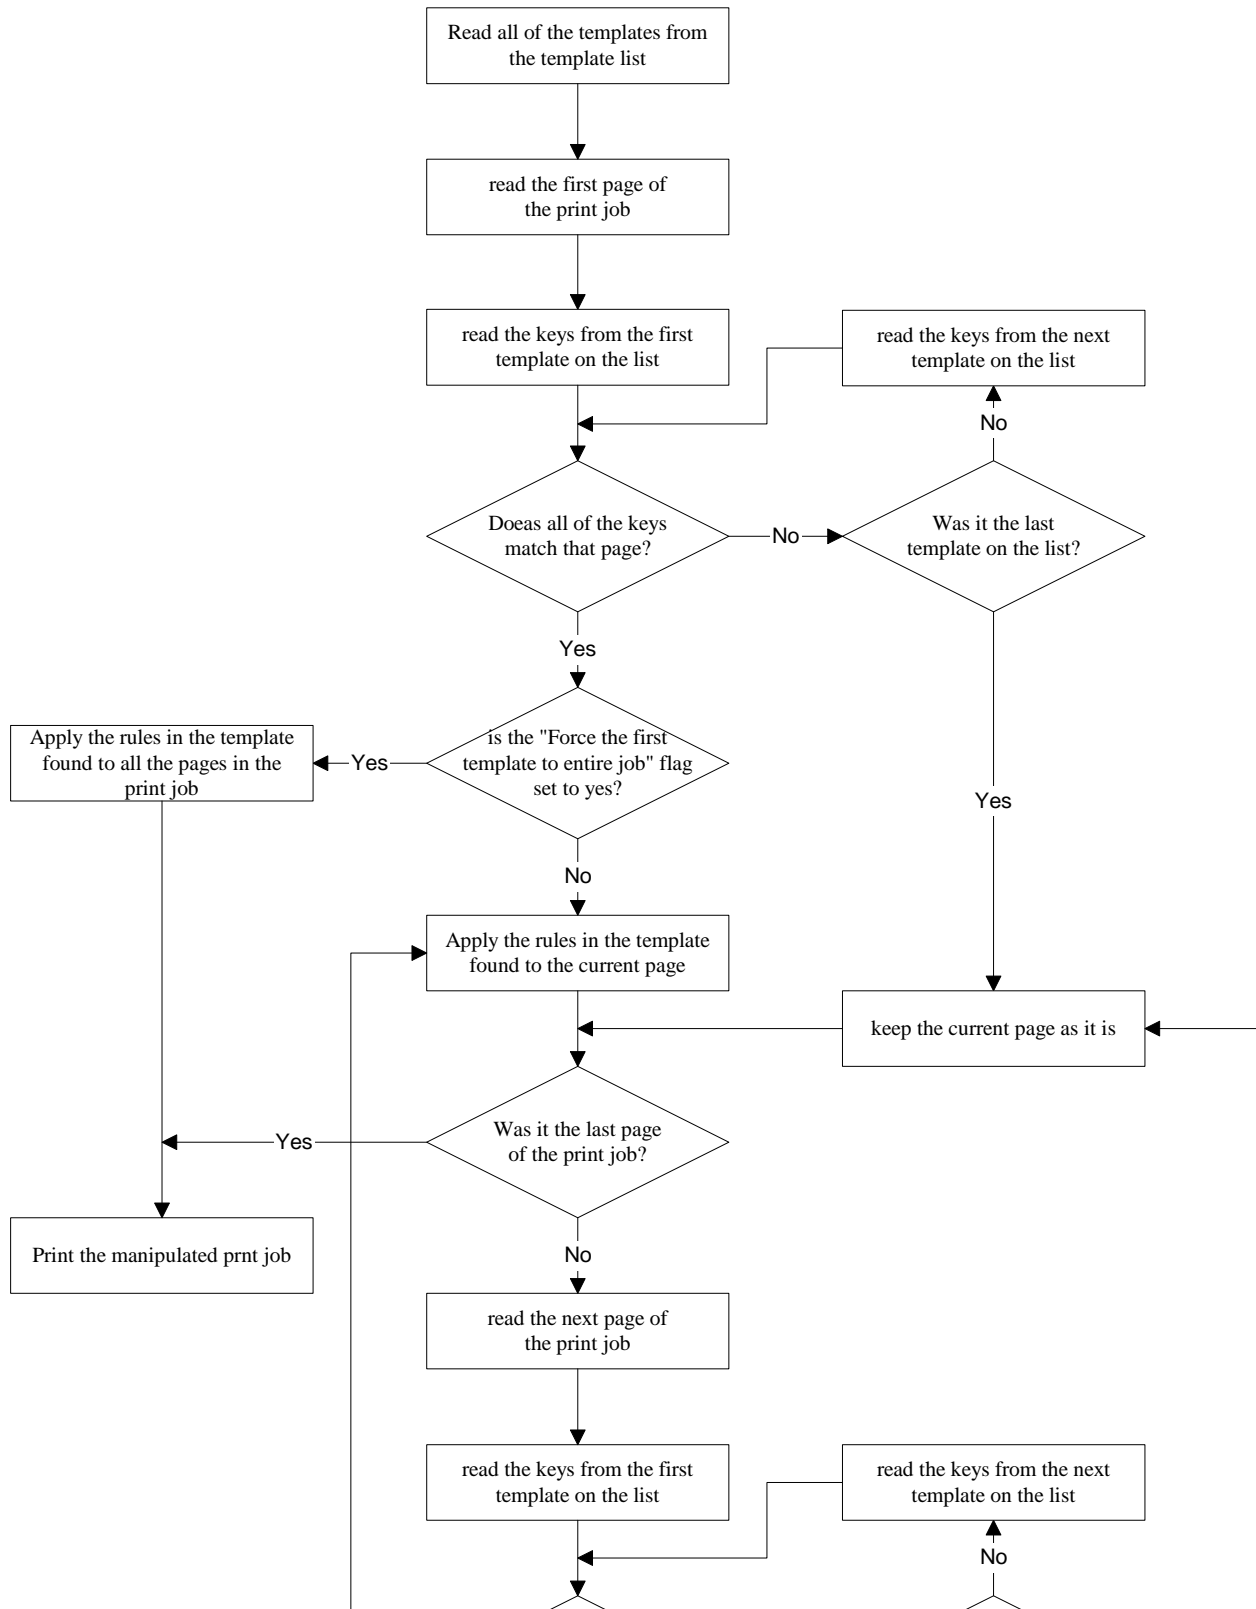 Read all of the templates from
the template list
read the first page of
the print job
read the keys from the first
template on the list
read the keys from the next
template on the list
No
Doeas all of the keys
match that page?
No
Was it the last
template on the list?
Yes
Apply the rules in the template
found to all the pages in the
print job
Yes
is the "Force the first
template to entire job" flag
set to yes?
Yes
No
Apply the rules in the template
found to the current page
keep the current page as it is
Yes
Was it the last page
of the print job?
Print the manipulated prnt job
No
read the next page of
the print job
read the keys from the first
template on the list
read the keys from the next
template on the list
No